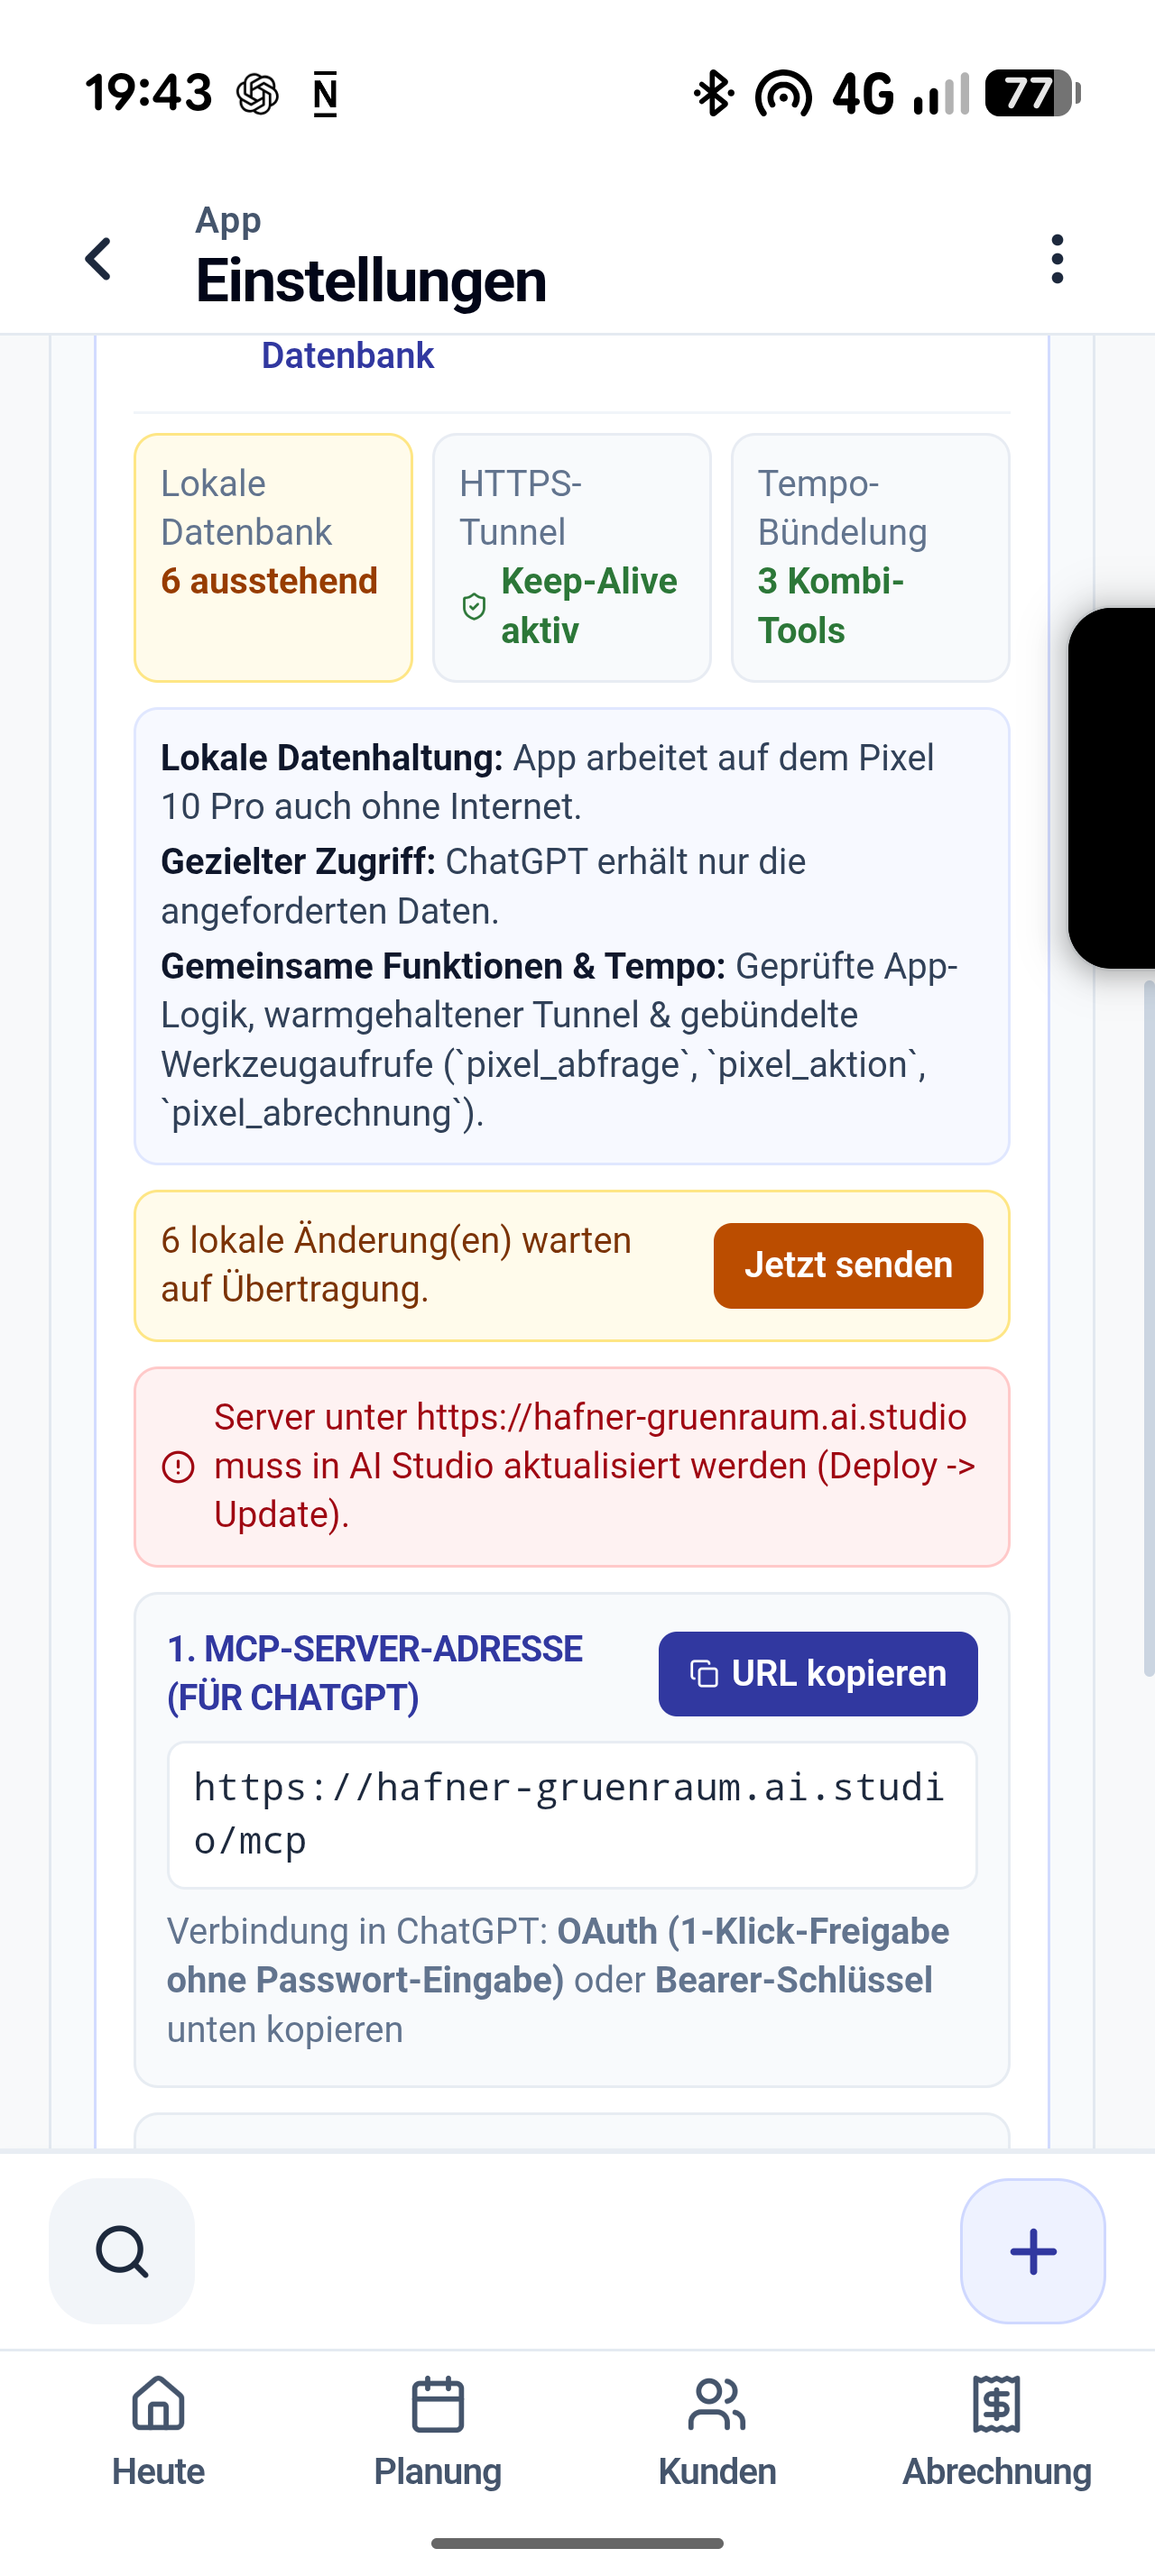 19:43 N 4G 77
App
Einstellungen
Datenbank
Lokale
Datenbank
6 ausstehend
HTTPS-
Tunnel
Keep-Alive
aktiv
Tempo-
Bündelung
3 Kombi-
Tools
Lokale Datenhaltung: App arbeitet auf dem Pixel
10 Pro auch ohne Internet.
Gezielter Zugriff: ChatGPT erhält nur die
angeforderten Daten.
Gemeinsame Funktionen & Tempo: Geprüfte App-
Logik, warmgehaltener Tunnel & gebündelte
Werkzeugaufrufe (`pixel_abfrage`, `pixel_aktion`,
`pixel_abrechnung`).
6 lokale Änderung(en) warten
auf Übertragung.
Jetzt senden
Server unter https://hafner-gruenraum.ai.studio
muss in AI Studio aktualisiert werden (Deploy ->
Update).
1. MCP-SERVER-ADRESSE
(FÜR CHATGPT)
URL kopieren
https://hafner-gruenraum.ai.studi
o/mcp
Verbindung in ChatGPT: OAuth (1-Klick-Freigabe
ohne Passwort-Eingabe) oder Bearer-Schlüssel
unten kopieren
Heute
Planung
Kunden
Abrechnung